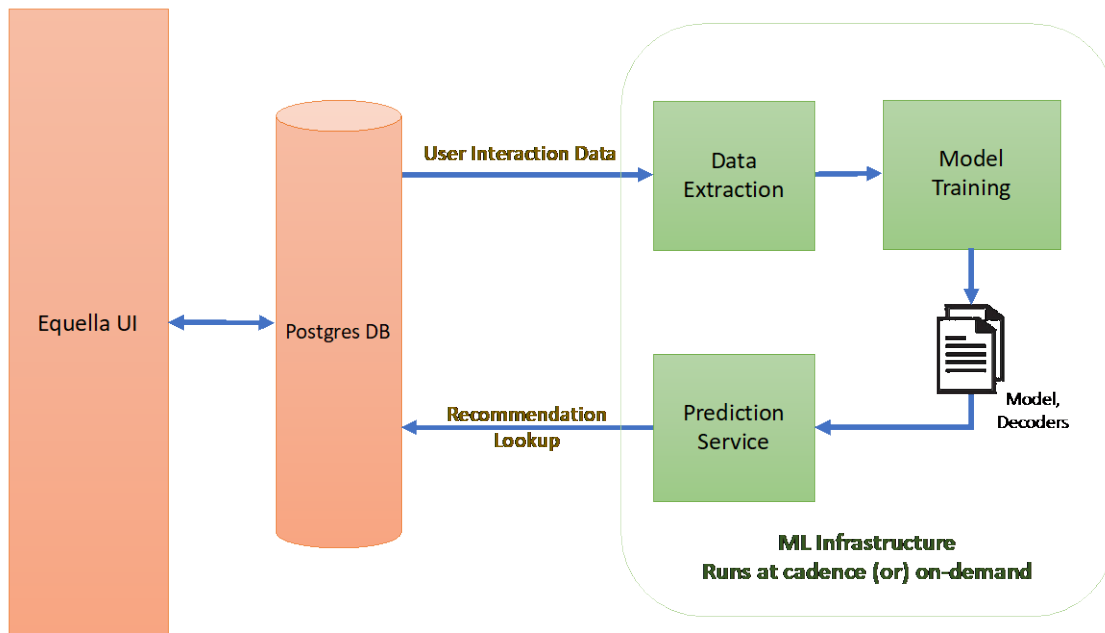 Equella UI
Postgres DB
User Interaction Data
Data
Extraction
Model
Training
Model,
Decoders
Prediction
Service
Recommendation
Lookup
ML Infrastructure
Runs at cadence (or) on-demand